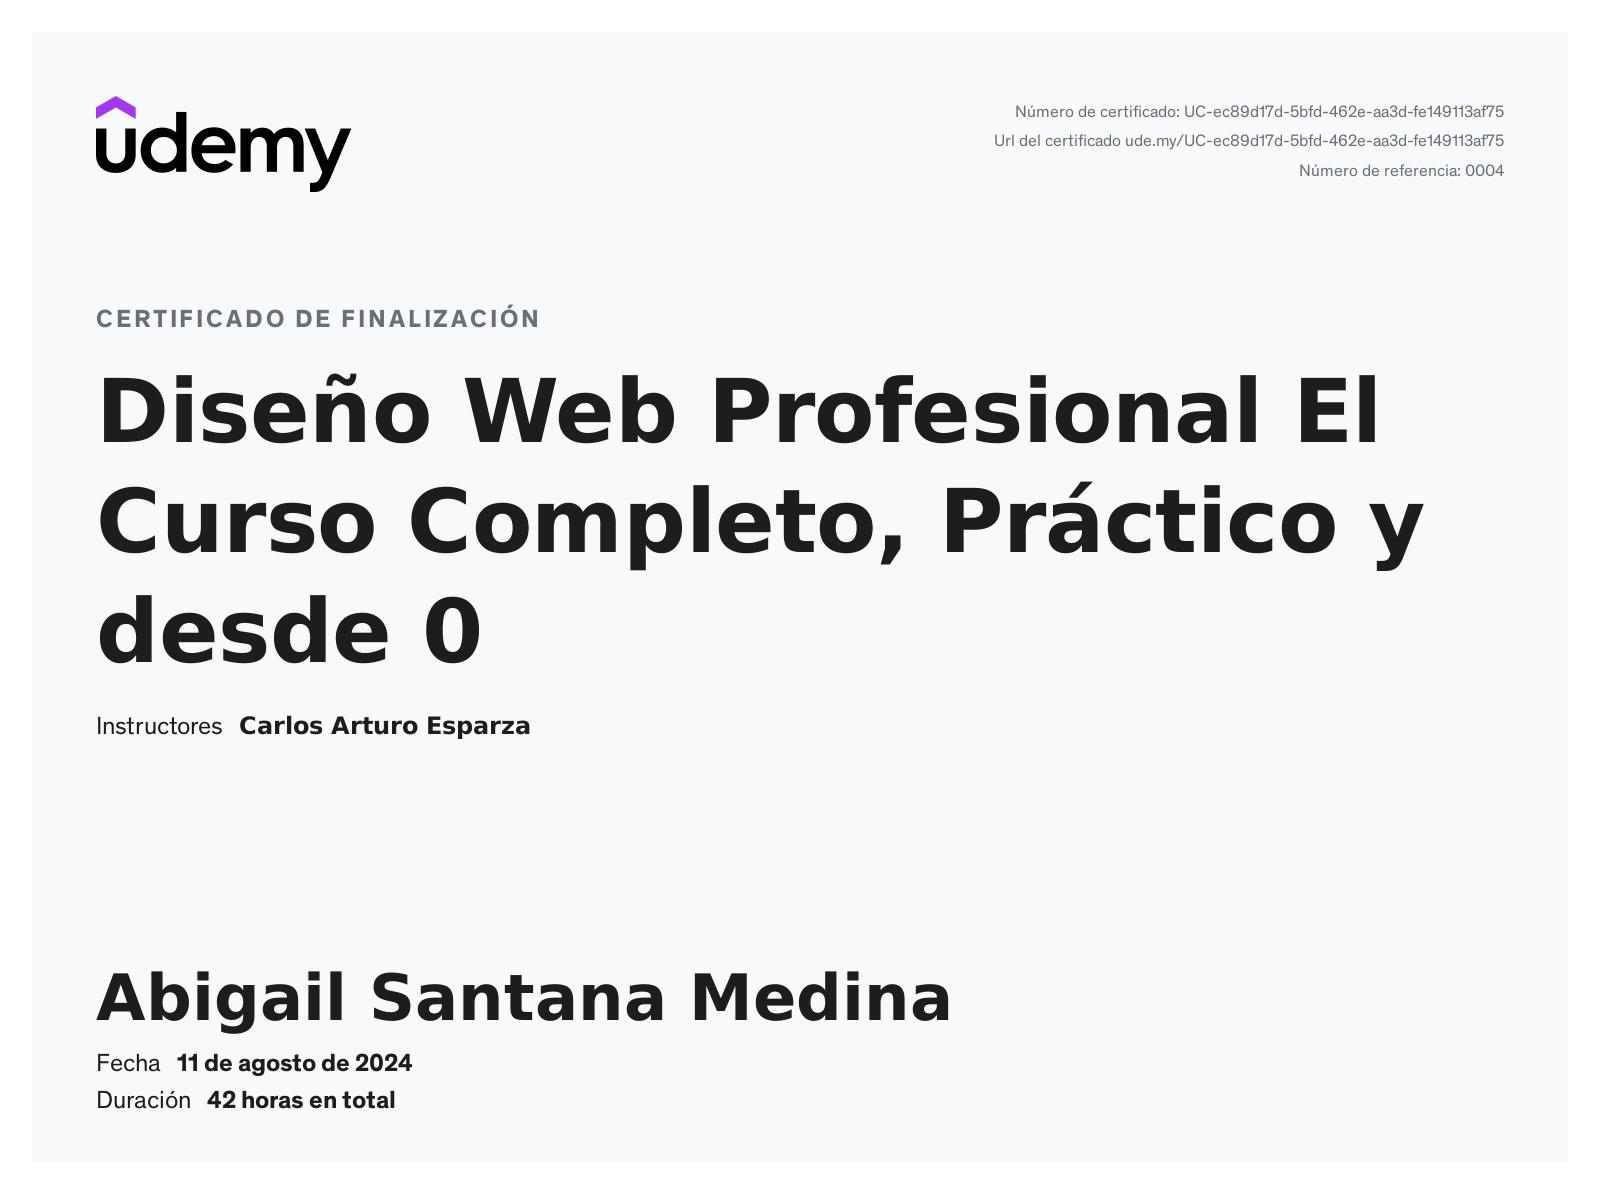 udemy
Número de certificado: UC-ec89d17d-5bfd-462e-aa3d-fe149113af75
Url del certificado ude.my/UC-ec89d17d-5bfd-462e-aa3d-fe149113af75
Número de referencia: 0004
CERTIFICADO DE FINALIZACIÓN
Diseño Web Profesional El
Curso Completo, Práctico y
desde 0
Instructores Carlos Arturo Esparza
Abigail Santana Medina
Fecha 11 de agosto de 2024
Duración 42 horas en total